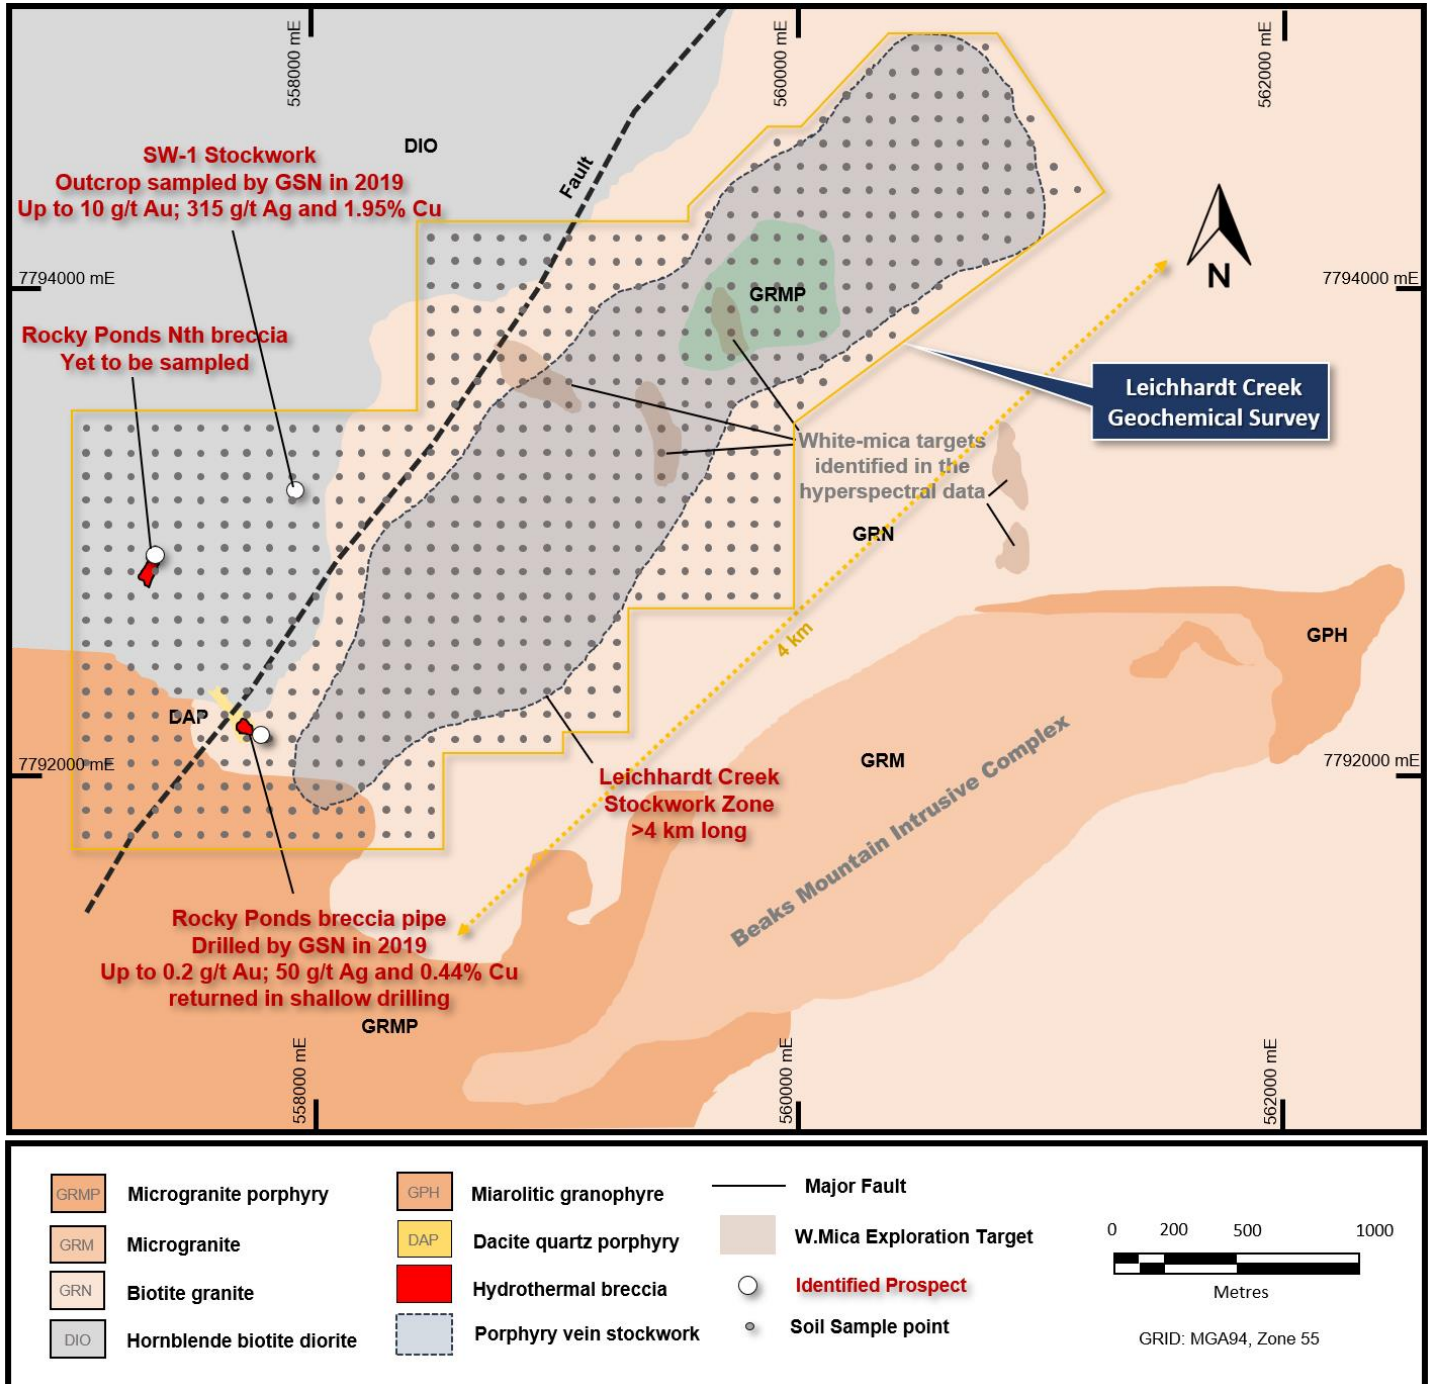 558000 mE
560000 mE
562000 mE
DIO
Fault
SW-1 Stockwork
Outcrop sampled by GSN in 2019
Up to 10 g/t Au; 315 g/t Ag and 1.95% Cu
7794000 mE
7794000 mE
GRMP
N
Rocky Ponds Nth breccia
Yet to be sampled
Leichhardt Creek
Geochemical Survey
White-mica targets
identified in the
hyperspectral data
GRN
4 km
GPH
DAP
7792000 mE
7792000 mE
GRM
Leichhardt Creek
Stockwork Zone
>4 km long
Beaks Mountain Intrusive Complex
Rocky Ponds breccia pipe
Drilled by GSN in 2019
Up to 0.2 g/t Au; 50 g/t Ag and 0.44% Cu
returned in shallow drilling
GRMP
558000 mE
560000 mE
562000 mE
GRMP Microgranite porphyry
GRM Microgranite
GRN Biotite granite
DIO Hornblende biotite diorite
GPH Miarolitic granophyre
DAP Dacite quartz porphyry
Hydrothermal breccia
Porphyry vein stockwork
Major Fault
W.Mica Exploration Target
Identified Prospect
Soil Sample point
0 200 500 1000
Metres
GRID: MGA94, Zone 55